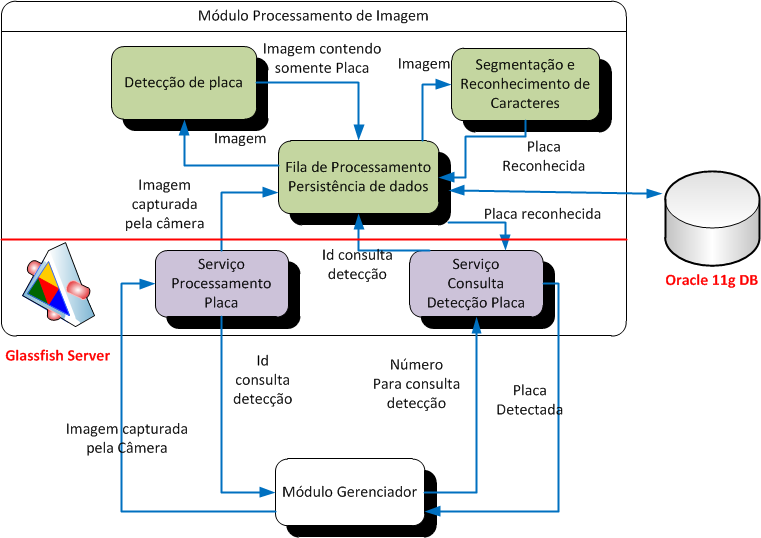 Módulo Processamento de Imagem
Detecção de placa
Imagem contendo
somente Placa
Imagem
Segmentação e
Reconhecimento de
Caracteres
Imagem
Placa
Reconhecida
Fila de Processamento
Persistência de dados
Imagem
capturada
pela câmera
Placa reconhecida
Id consulta
detecção
Oracle 11g DB
Serviço
Processamento
Placa
Serviço
Consulta
Detecção Placa
Glassfish Server
Id
consulta
detecção
Número
Para consulta
detecção
Placa
Detectada
Imagem capturada
pela Câmera
Módulo Gerenciador